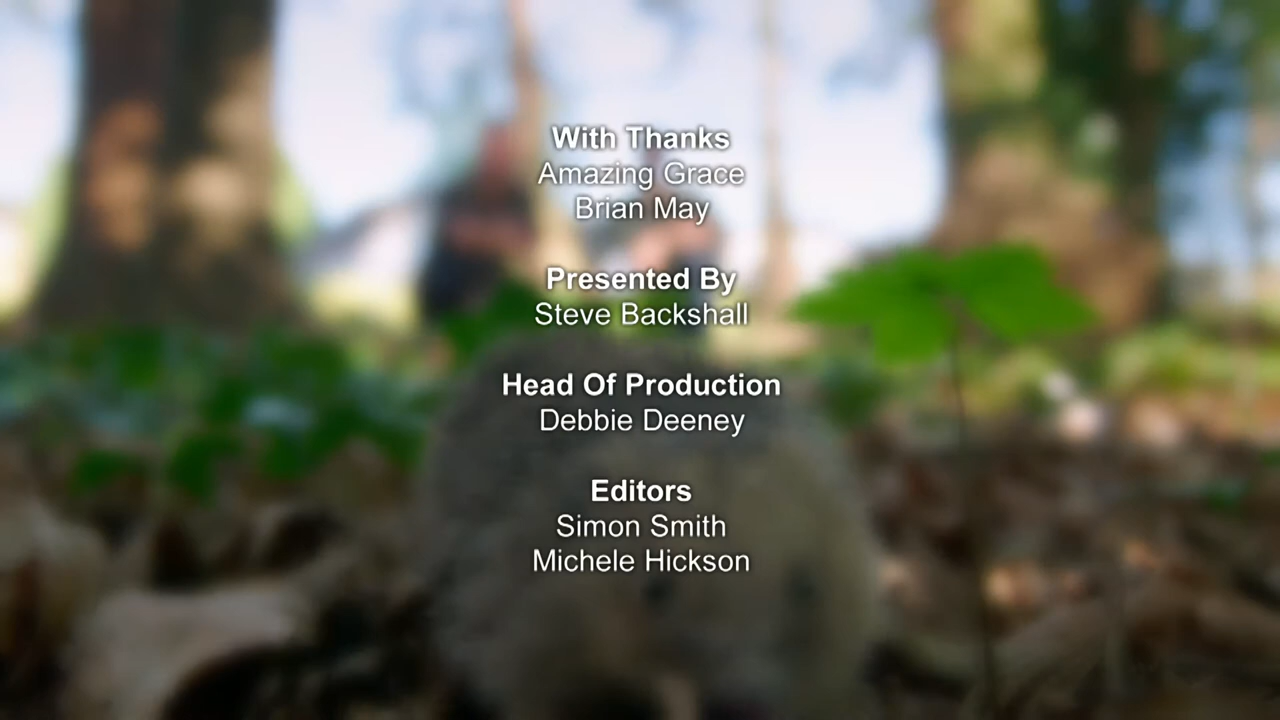 With Thanks
Amazing Grace
Brian May
Presented By
Steve Backshall
Head Of Production
Debbie Deeney
Editors
Simon Smith
Michele Hickson